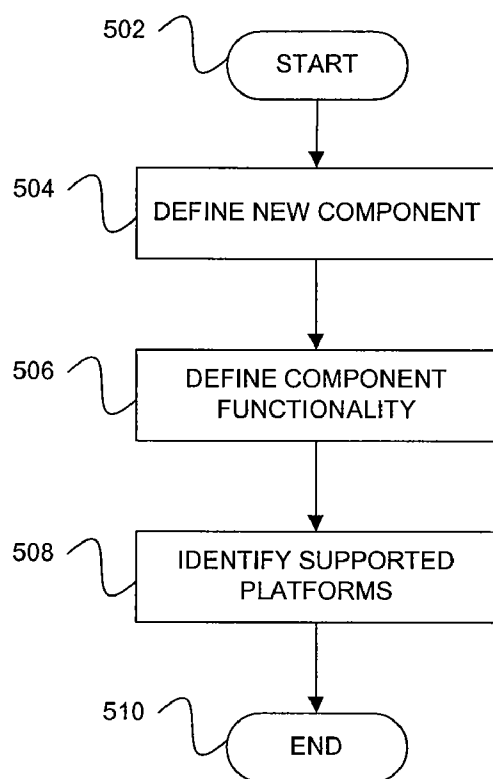 502
START
504
DEFINE NEW COMPONENT
506
DEFINE COMPONENT
FUNCTIONALITY
508
IDENTIFY SUPPORTED
PLATFORMS
510
END